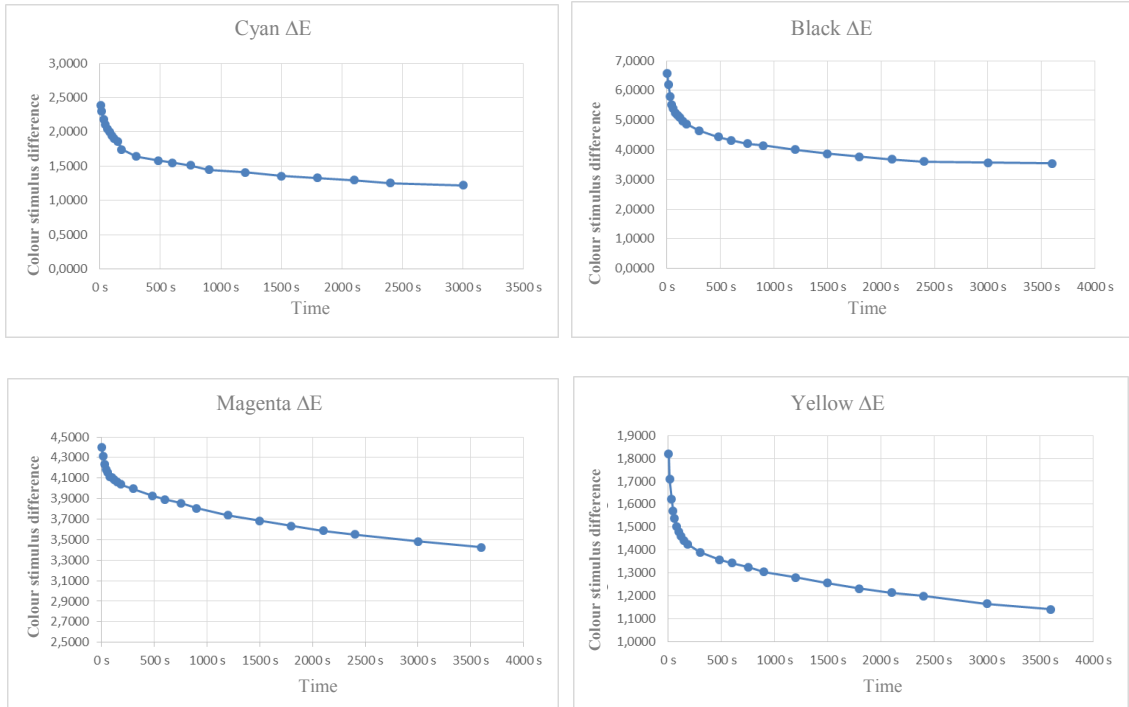 Cyan ΔE
Colour stimulus difference
3,0000
2,5000
2,0000
1,5000
1,0000
0,5000
0,0000
0 s 500 s 1000 s 1500 s 2000 s 2500 s 3000 s 3500 s
Time
Black ΔE
Colour stimulus difference
7,0000
6,0000
5,0000
4,0000
3,0000
2,0000
1,0000
0,0000
0 s 500 s 1000 s 1500 s 2000 s 2500 s 3000 s 3500 s 4000 s
Time
Magenta ΔE
Colour stimulus difference
4,5000
4,3000
4,1000
3,9000
3,7000
3,5000
3,3000
3,1000
2,9000
2,7000
2,5000
0 s 500 s 1000 s 1500 s 2000 s 2500 s 3000 s 3500 s 4000 s
Time
Yellow ΔE
Colour stimulus difference
1,9000
1,8000
1,7000
1,6000
1,5000
1,4000
1,3000
1,2000
1,1000
1,0000
0 s 500 s 1000 s 1500 s 2000 s 2500 s 3000 s 3500 s 4000 s
Time